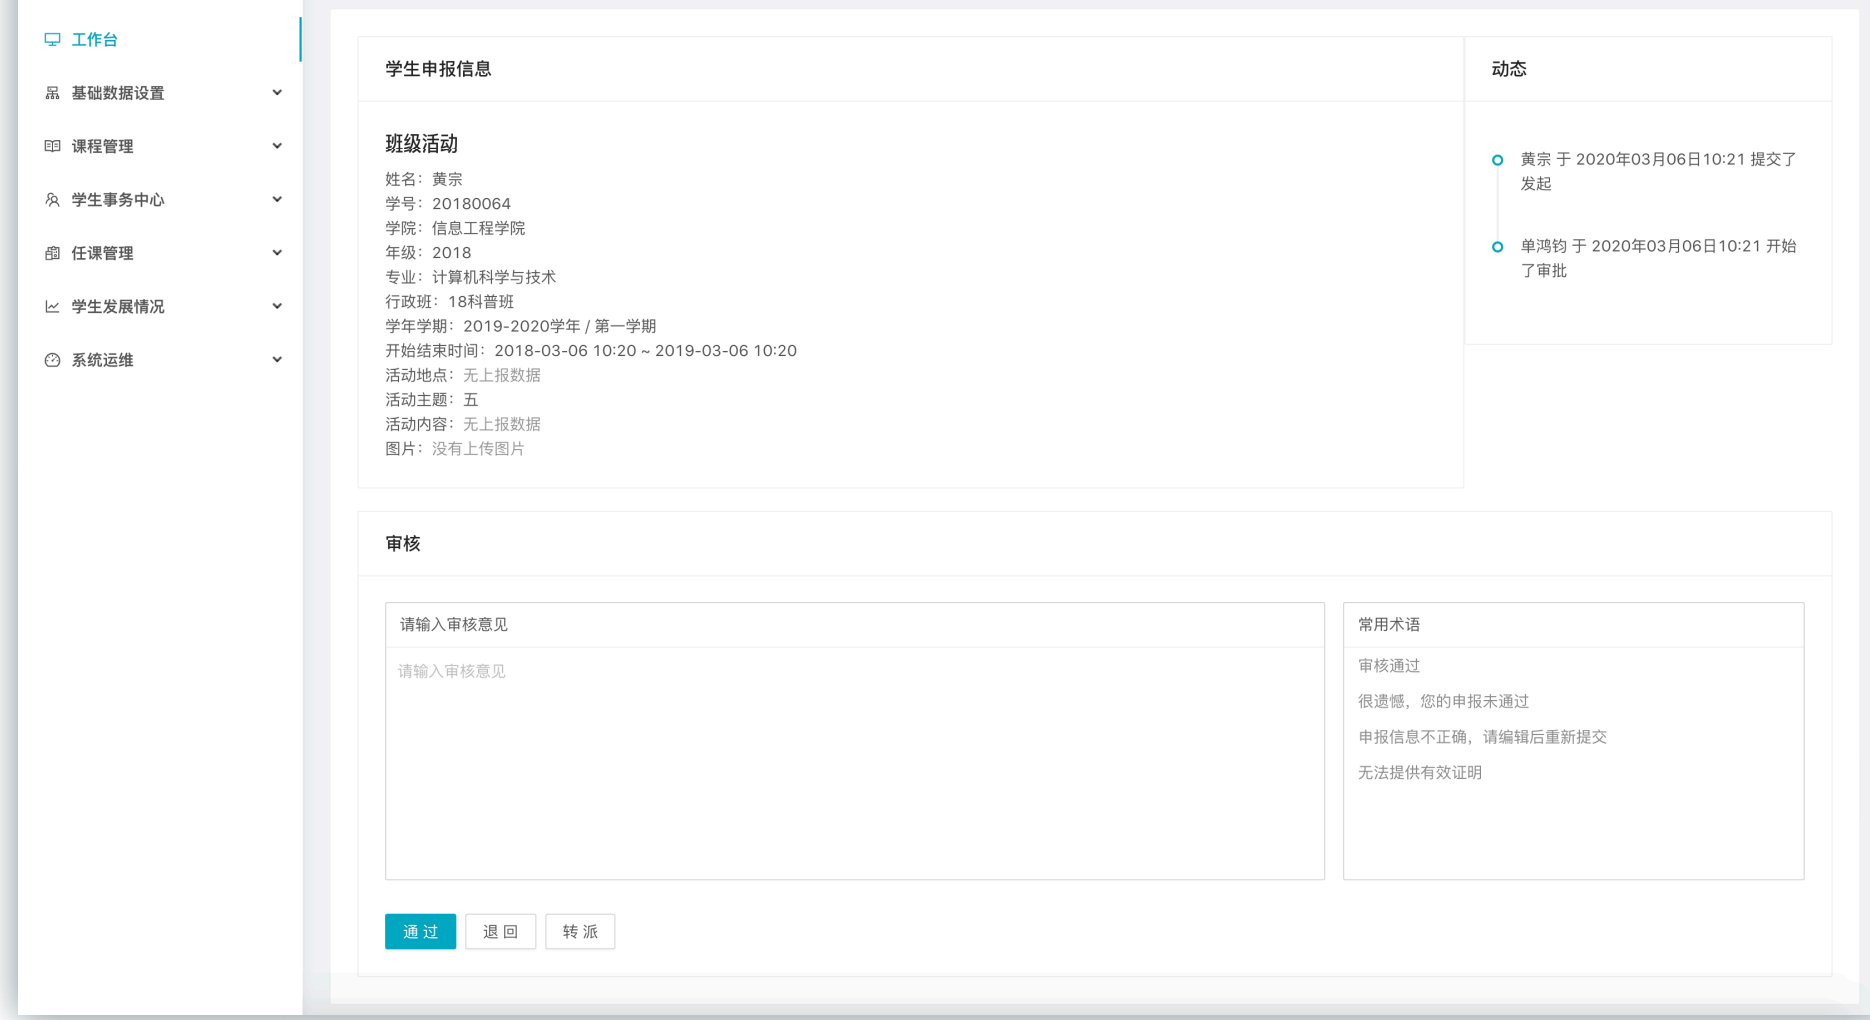 工作台
基础数据设置
课程管理
学生事务中心
任课管理
学生发展情况
系统运维
学生申报信息
班级活动
姓名：黄宗
学号：20180064
学院：信息工程学院
年级：2018
专业：计算机科学与技术
行政班：18科普班
学年学期：2019-2020学年 / 第一学期
开始结束时间：2018-03-06 10:20 ~ 2019-03-06 10:20
活动地点：无上报数据
活动主题：五
活动内容：无上报数据
图片：没有上传图片
动态
黄宗 于 2020年03月06日10:21 提交了
发起
单鸿钧 于 2020年03月06日10:21 开始
了审批
审核
请输入审核意见
请输入审核意见
常用术语
审核通过
很遗憾，您的申报未通过
申报信息不正确，请编辑后重新提交
无法提供有效证明
通 过
退 回
转 派